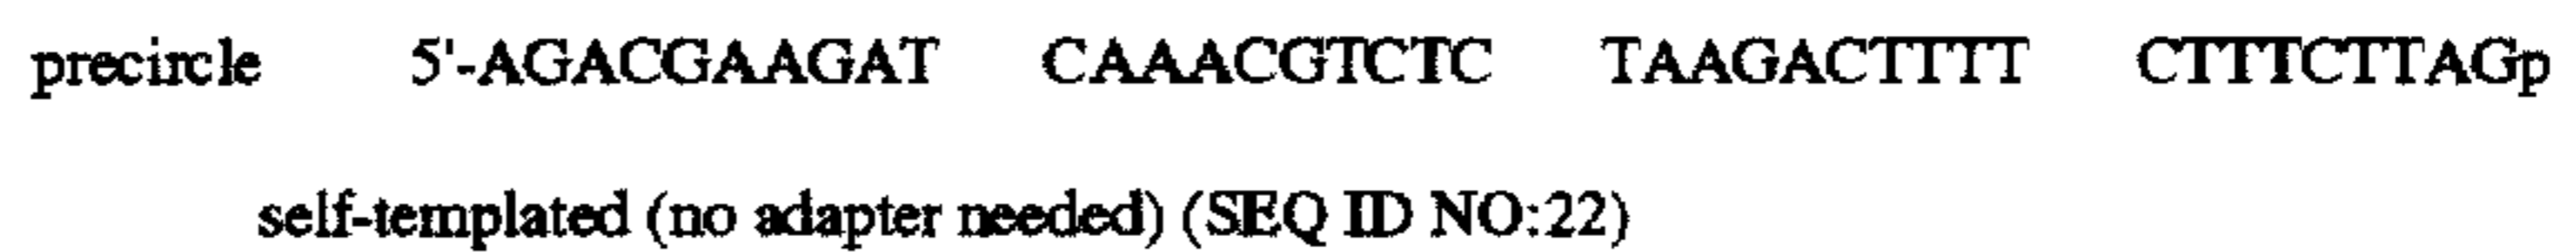 precircle 5'-AGACGAAGAT CAAACGTCTC TAAGACTTTT CTTTCTTAGp
self-templated (no adapter needed) (SEQ ID NO:22)